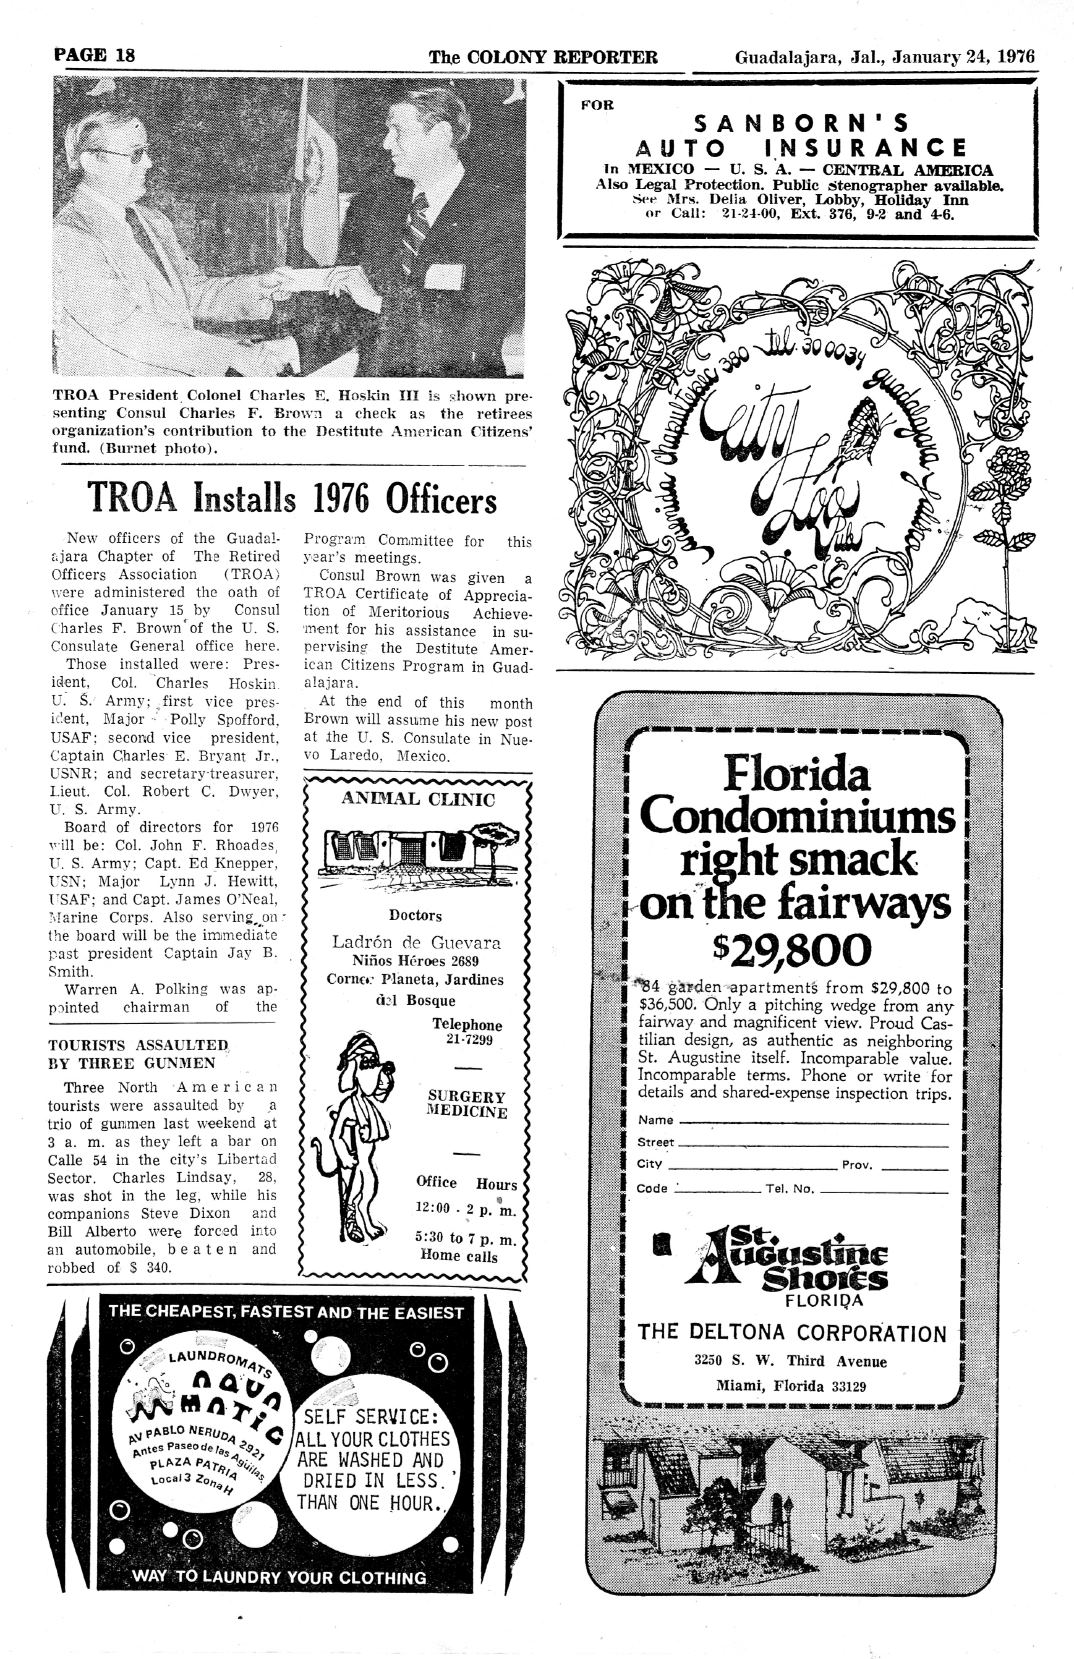 PAGE 18
The COLONY REPORTER
Guadalajara, Jal., January 24, 1976
TROA President Colonel Charles E. Hoskin III is shown pre-
senting Consul Charles F. Brown a check as the retirees
organization's contribution to the Destitute American Citizens'
fund. (Burnet photo).
TROA Installs 1976 Officers
New officers of the Guadal-
ajara Chapter of The Retired
Officers Association (TROA)
were administered the oath of
office January 15 by Consul
Charles F. Brown of the U. S.
Consulate General office here.
Those installed were: Pres-
ident, Col. Charles Hoskin
U. S. Army; first vice pres-
ident, Major Polly Spofford,
USAF; second vice president,
Captain Charles E. Bryant Jr.,
USNR; and secretary-treasurer,
Lieut. Col. Robert C. Dwyer,
U. S. Army.
Board of directors for 1976
will be: Col. John F. Rhoades,
U. S. Army; Capt. Ed Knepper,
USN; Major Lynn J. Hewitt,
USAF; and Capt. James O'Neal,
Marine Corps. Also serving on
the board will be the immediate
past president Captain Jay B.
Smith.
Warren A. Polking was ap-
pointed chairman of the
Program Committee for this
year's meetings.
Consul Brown was given a
TROA Certificate of Apprecia-
tion of Meritorious Achieve-
ment for his assistance in su-
pervising the Destitute Amer-
ican Citizens Program in Guad-
alajara.
At the end of this month
Brown will assume his new post
at the U. S. Consulate in Nue-
vo Laredo, Mexico.
TOURISTS ASSAULTED
BY THREE GUNMEN
Three North American
tourists were assaulted by a
trio of gunmen last weekend at
3 a. m. as they left a bar on
Calle 54 in the city's Libertad
Sector. Charles Lindsay, 28,
was shot in the leg, while his
companions Steve Dixon and
Bill Alberto were forced into
an automobile, beaten and
robbed of $ 340.
ANIMAL CLINIC
Doctors
Ladrón de Guevara
Niños Héroes 2689
Corner Planeta, Jardines
del Bosque
Telephone
21-7299
SURGERY
MEDICINE
Office Hours
12:00 - 2 p. m.
5:30 to 7 p. m.
Home calls
THE CHEAPEST, FASTEST AND THE EASIEST
LAUNDROMATS
AQUA
MATIC
AV PABLO NERUDA 2921
Antes Paseo de las Aguilas
PLAZA PATRIA
Local 3 Zona H
SELF SERVICE:
ALL YOUR CLOTHES
ARE WASHED AND
DRIED IN LESS
THAN ONE HOUR.
WAY TO LAUNDRY YOUR CLOTHING
FOR
SANBORN'S
AUTO INSURANCE
In MEXICO — U. S. A. — CENTRAL AMERICA
Also Legal Protection. Public Stenographer available.
See Mrs. Delia Oliver, Lobby, Holiday Inn
or Call: 21-24-00, Ext. 376, 9-2 and 4-6.
avenida chapultepec 380 tel. 30 00 34 guadalajara jalisco
city
Zoo
Pub
Florida
Condominiums
right smack
on the fairways
$29,800
84 garden apartments from $29,800 to
$36,500. Only a pitching wedge from any
fairway and magnificent view. Proud Cas-
tilian design, as authentic as neighboring
St. Augustine itself. Incomparable value.
Incomparable terms. Phone or write for
details and shared-expense inspection trips.
Name
Street
City Prov.
Code Tel. No.
St.
Augustine
Shores
FLORIDA
THE DELTONA CORPORATION
3250 S. W. Third Avenue
Miami, Florida 33129